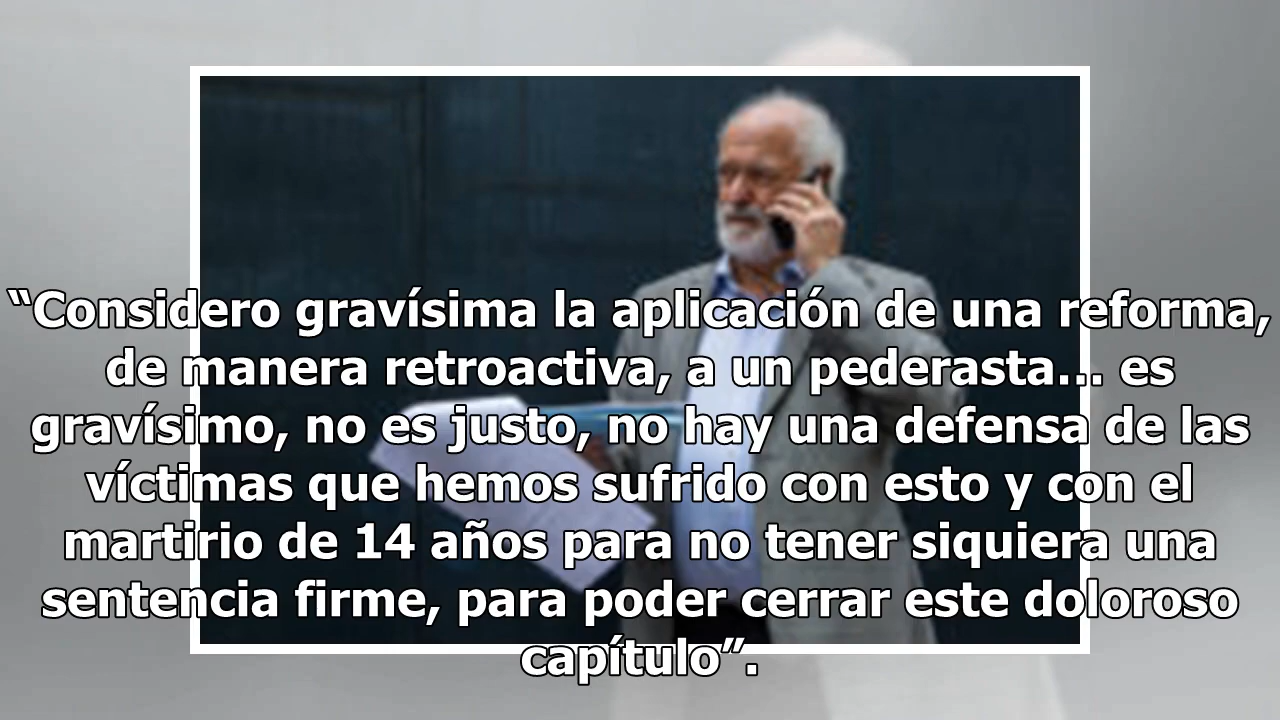 “Considero gravísima la aplicación de una reforma,
de manera retroactiva, a un pederasta... es
gravísimo, no es justo, no hay una defensa de las
víctimas que hemos sufrido con esto y con el
martirio de 14 años para no tener siquiera una
sentencia firme, para poder cerrar este doloroso
capítulo”.